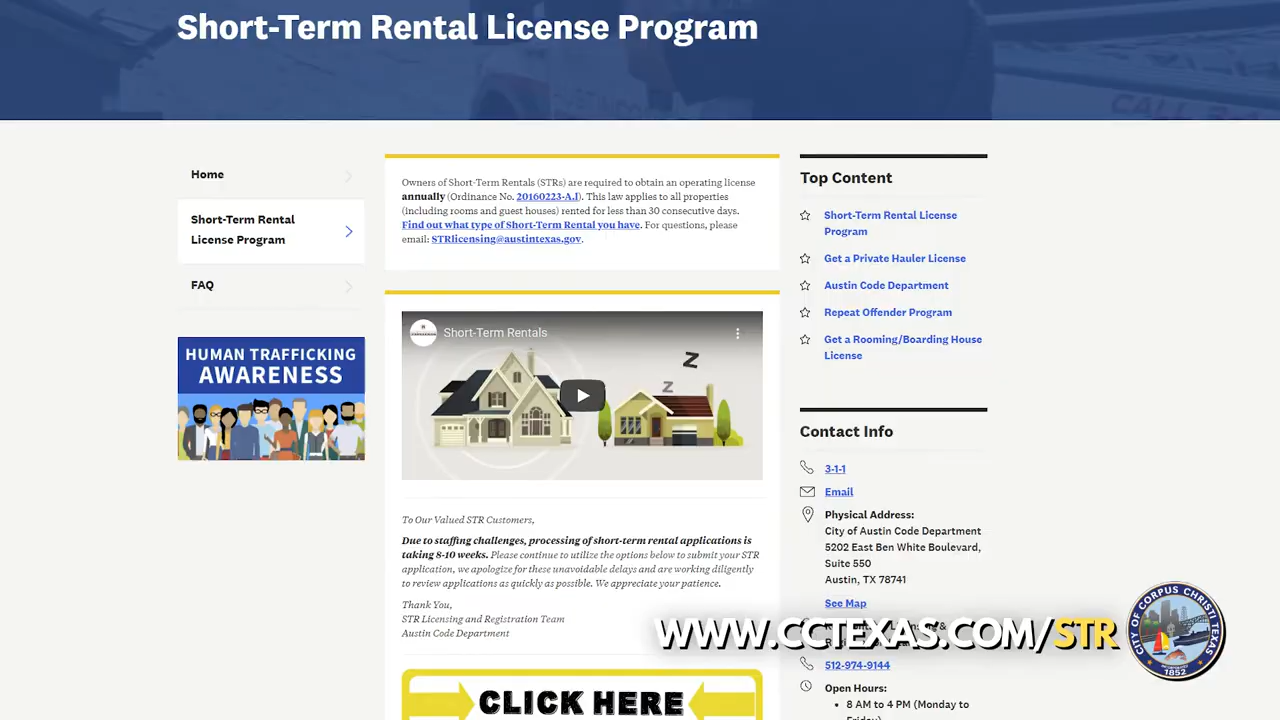 Short-Term Rental License Program
Home
Short-Term Rental
License Program
FAQ
HUMAN TRAFFICKING
AWARENESS
Owners of Short-Term Rentals (STRs) are required to obtain an operating license
annually (Ordinance No. 20160223-A.1). This law applies to all properties
(including rooms and guest houses) rented for less than 30 consecutive days.
Find out what type of Short-Term Rental you have. For questions, please
email: STRlicensing@austintexas.gov.
Short-Term Rentals
Z
Z
To Our Valued STR Customers,
Due to staffing challenges, processing of short-term rental applications is
taking 8-10 weeks. Please continue to utilize the options below to submit your STR
application, we apologize for these unavoidable delays and are working diligently
to review applications as quickly as possible. We appreciate your patience.
Thank You,
STR Licensing and Registration Team
Austin Code Department
CLICK HERE
Top Content
Short-Term Rental License
Program
Get a Private Hauler License
Austin Code Department
Repeat Offender Program
Get a Rooming/Boarding House
License
Contact Info
3-1-1
Email
Physical Address:
City of Austin Code Department
5202 East Ben White Boulevard,
Suite 550
Austin, TX 78741
See Map
512-974-9144
Open Hours:
8 AM to 4 PM (Monday to
Friday)
WWW.CCTEXAS.COM/STR
CITY OF CORPUS CHRISTI TEXAS
INCORPORATED
1852